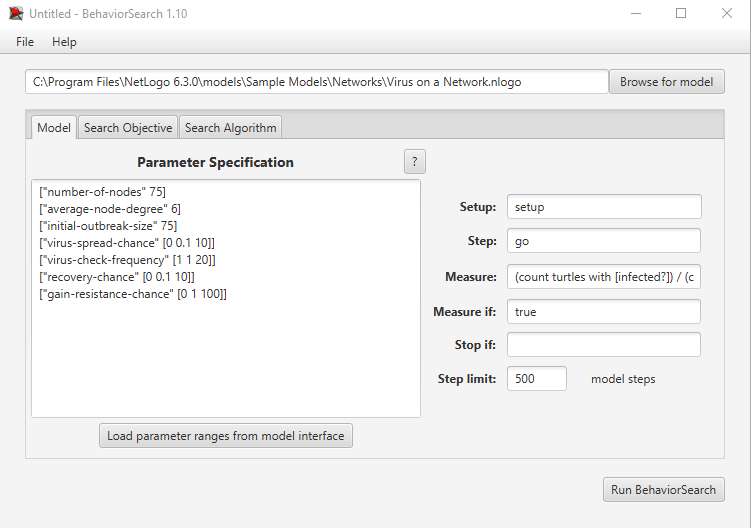 Untitled - BehaviorSearch 1.10
File Help
C:\Program Files\NetLogo 6.3.0\models\Sample Models\Networks\Virus on a Network.nlogo Browse for model
Model Search Objective Search Algorithm
Parameter Specification ?
["number-of-nodes" 75]
["average-node-degree" 6]
["initial-outbreak-size" 75]
["virus-spread-chance" [0 0.1 10]]
["virus-check-frequency" [1 1 20]]
["recovery-chance" [0 0.1 10]]
["gain-resistance-chance" [0 1 100]]
Load parameter ranges from model interface
Setup: setup
Step: go
Measure: (count turtles with [infected?]) / (c
Measure if: true
Stop if:
Step limit: 500 model steps
Run BehaviorSearch